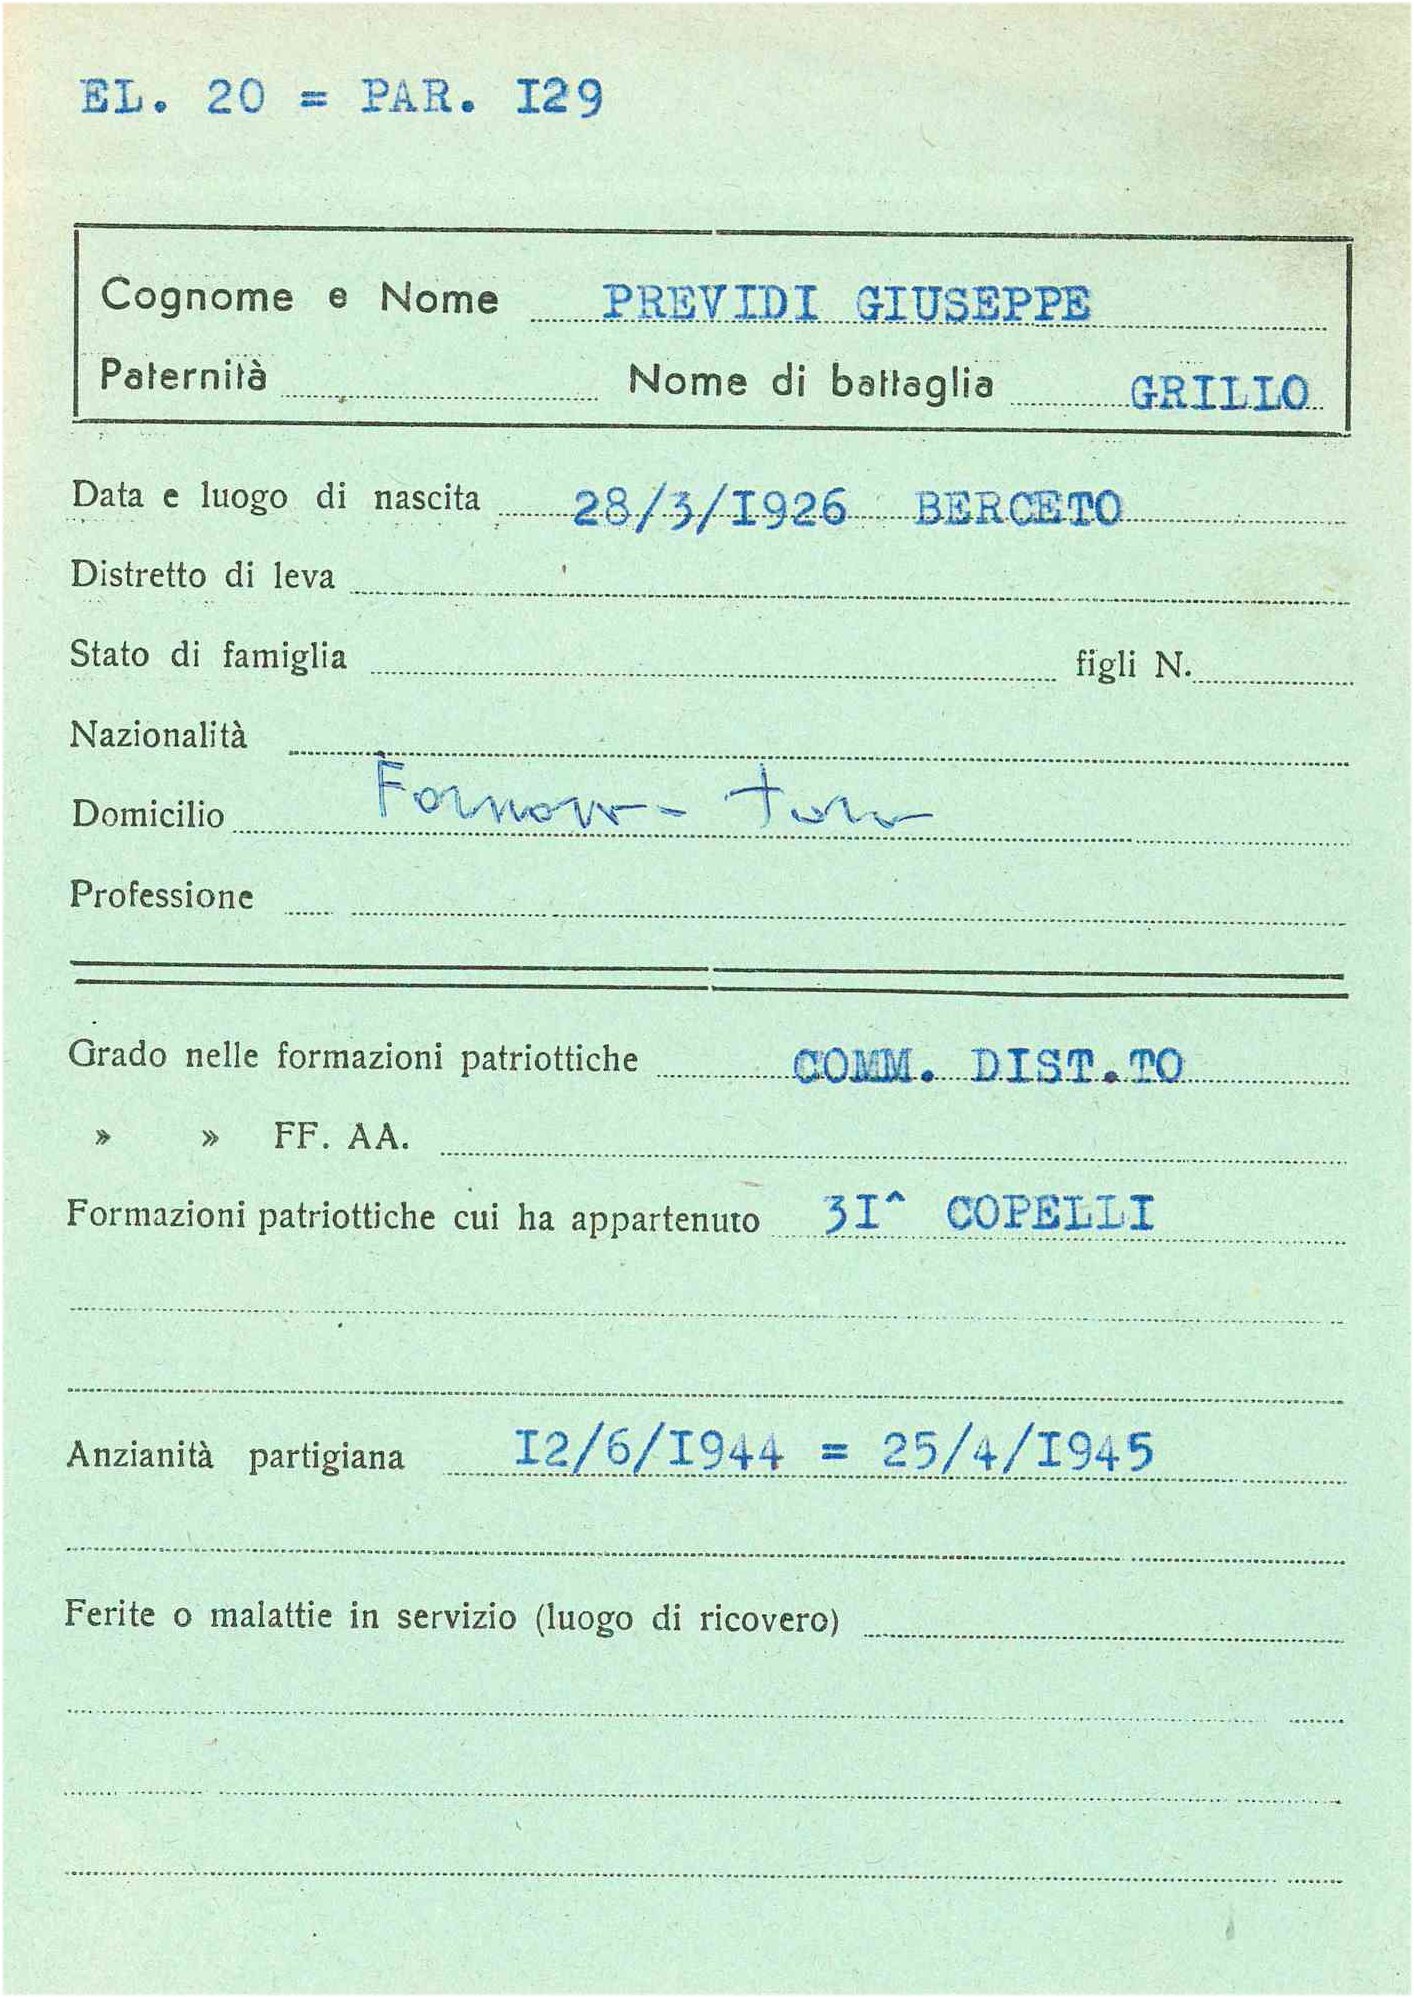 EL. 20 = PAR. I29
Cognome e Nome PREVIDI GIUSEPPE
Paternità Nome di battaglia GRILLO
Data e luogo di nascita 28/3/I926 BERCETO
Distretto di leva
Stato di famiglia figli N.
Nazionalità
Domicilio Fornovo -
Professione
Grado nelle formazioni patriottiche COMM. DIST.TO
» » FF. AA.
Formazioni patriottiche cui ha appartenuto 3I^ COPELLI
Anzianità partigiana I2/6/I944 = 25/4/I945
Ferite o malattie in servizio (luogo di ricovero)